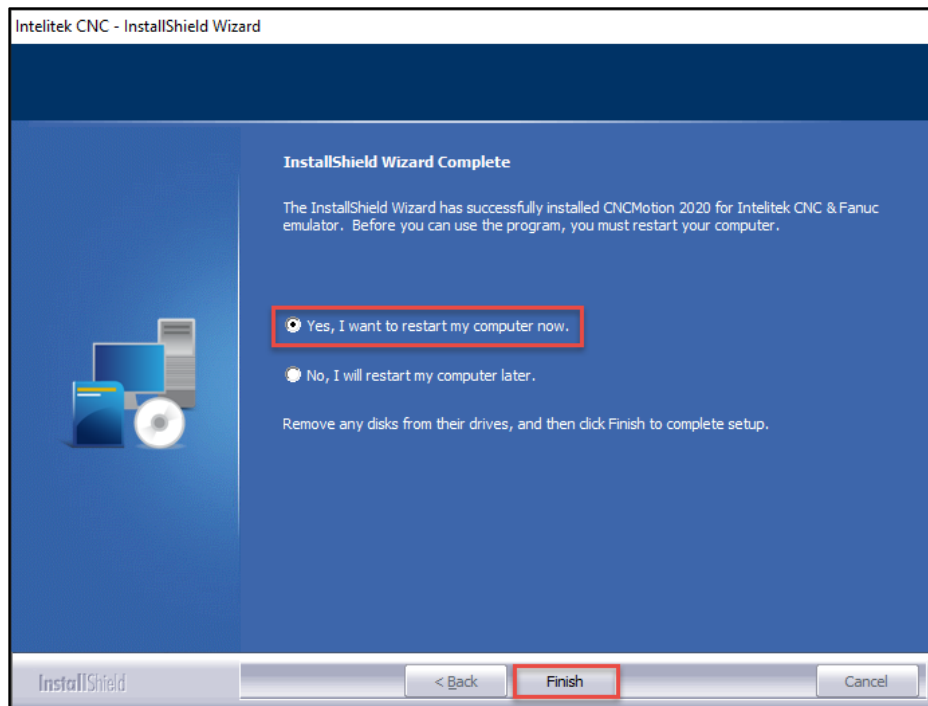 Intelitek CNC - InstallShield Wizard
InstallShield Wizard Complete
The InstallShield Wizard has successfully installed CNCMotion 2020 for Intelitek CNC & Fanuc
emulator. Before you can use the program, you must restart your computer.
Yes, I want to restart my computer now.
No, I will restart my computer later.
Remove any disks from their drives, and then click Finish to complete setup.
InstallShield
< Back
Finish
Cancel